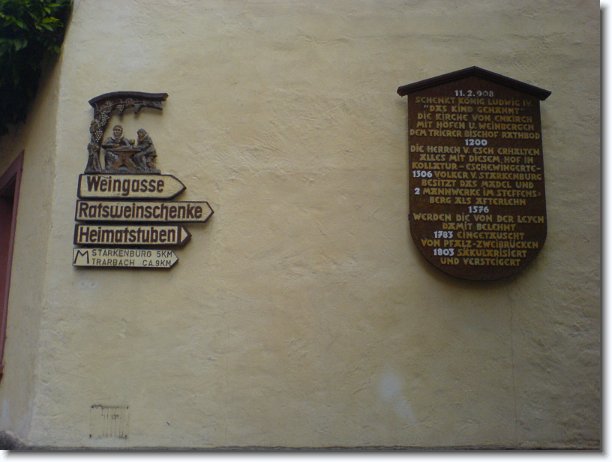 Weingasse
Ratsweinschenke
Heimatstuben
M STARKENBURG 5KM
TRARBACH CA.9KM
11.2.908
SCHENKT KÖNIG LUDWIG IV.
"DAS KIND GENANNT"
DIE KIRCHE VON ENKIRCH
MIT HÖFEN U. WEINBERGEN
DEM TRIERER BISCHOF RATHBOD
1200
DIE HERREN V. ESCH ERHALTEN
ALLES MIT DIESEM HOF IN
KOLLATUR - ESCHEWINGERTE-
1306 VOLKER V. STARKENBURG
BESITZT DAS MÄDEL UND
2 MANNWERKE IM STEFFENS-
BERG ALS AFTERLEHN
1576
WERDEN DIE VON DER LEYEN
DAMIT BELEHNT
1783 EINGETAUSCHT
VON PFALZ-ZWEIBRÜCKEN
1803 SÄKULARISIERT
UND VERSTEIGERT